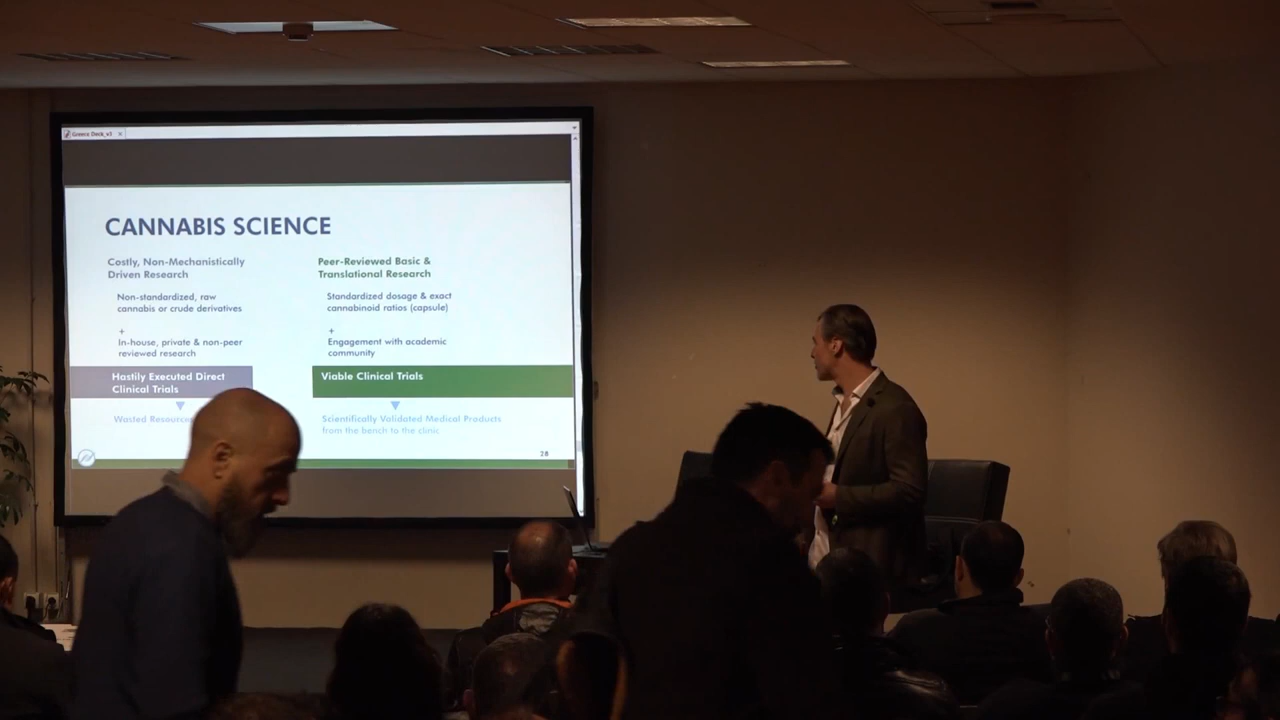 Greece Deck_v1
CANNABIS SCIENCE
Costly, Non-Mechanistically
Driven Research
Non-standardized, raw
cannabis or crude derivatives
+
In-house, private & non-peer
reviewed research
Hastily Executed Direct
Clinical Trials
Wasted
Peer-Reviewed Basic &
Translational Research
Standardized dosage & exact
cannabinoid ratios (capsule)
+
Engagement with academic
community
Viable Clinical Trials
Scientifically Validated Medical Products
from the bench to the clinic
28